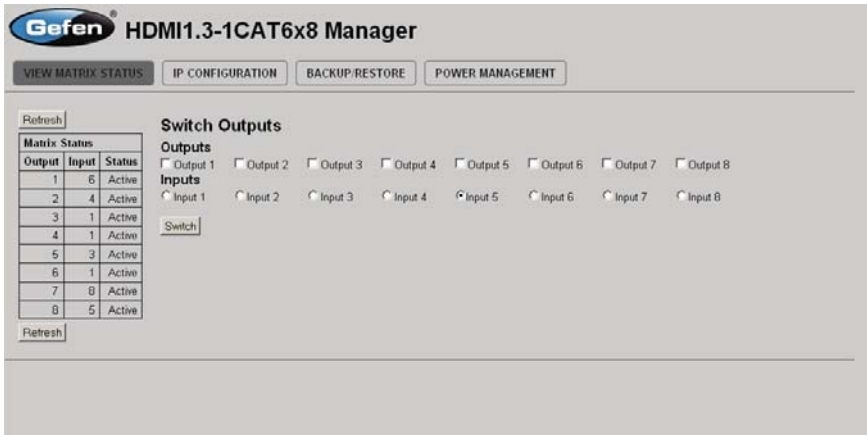 Gefen® HDMI1.3-1CAT6x8 Manager
VIEW MATRIX STATUS IP CONFIGURATION BACKUP/RESTORE POWER MANAGEMENT
Refresh
Matrix Status
Output Input Status
1 6 Active
2 4 Active
3 1 Active
4 1 Active
5 3 Active
6 1 Active
7 8 Active
8 5 Active
Refresh
Switch Outputs
Outputs
Output 1 Output 2 Output 3 Output 4 Output 5 Output 6 Output 7 Output 8
Inputs
Input 1 Input 2 Input 3 Input 4 Input 5 Input 6 Input 7 Input 8
Switch